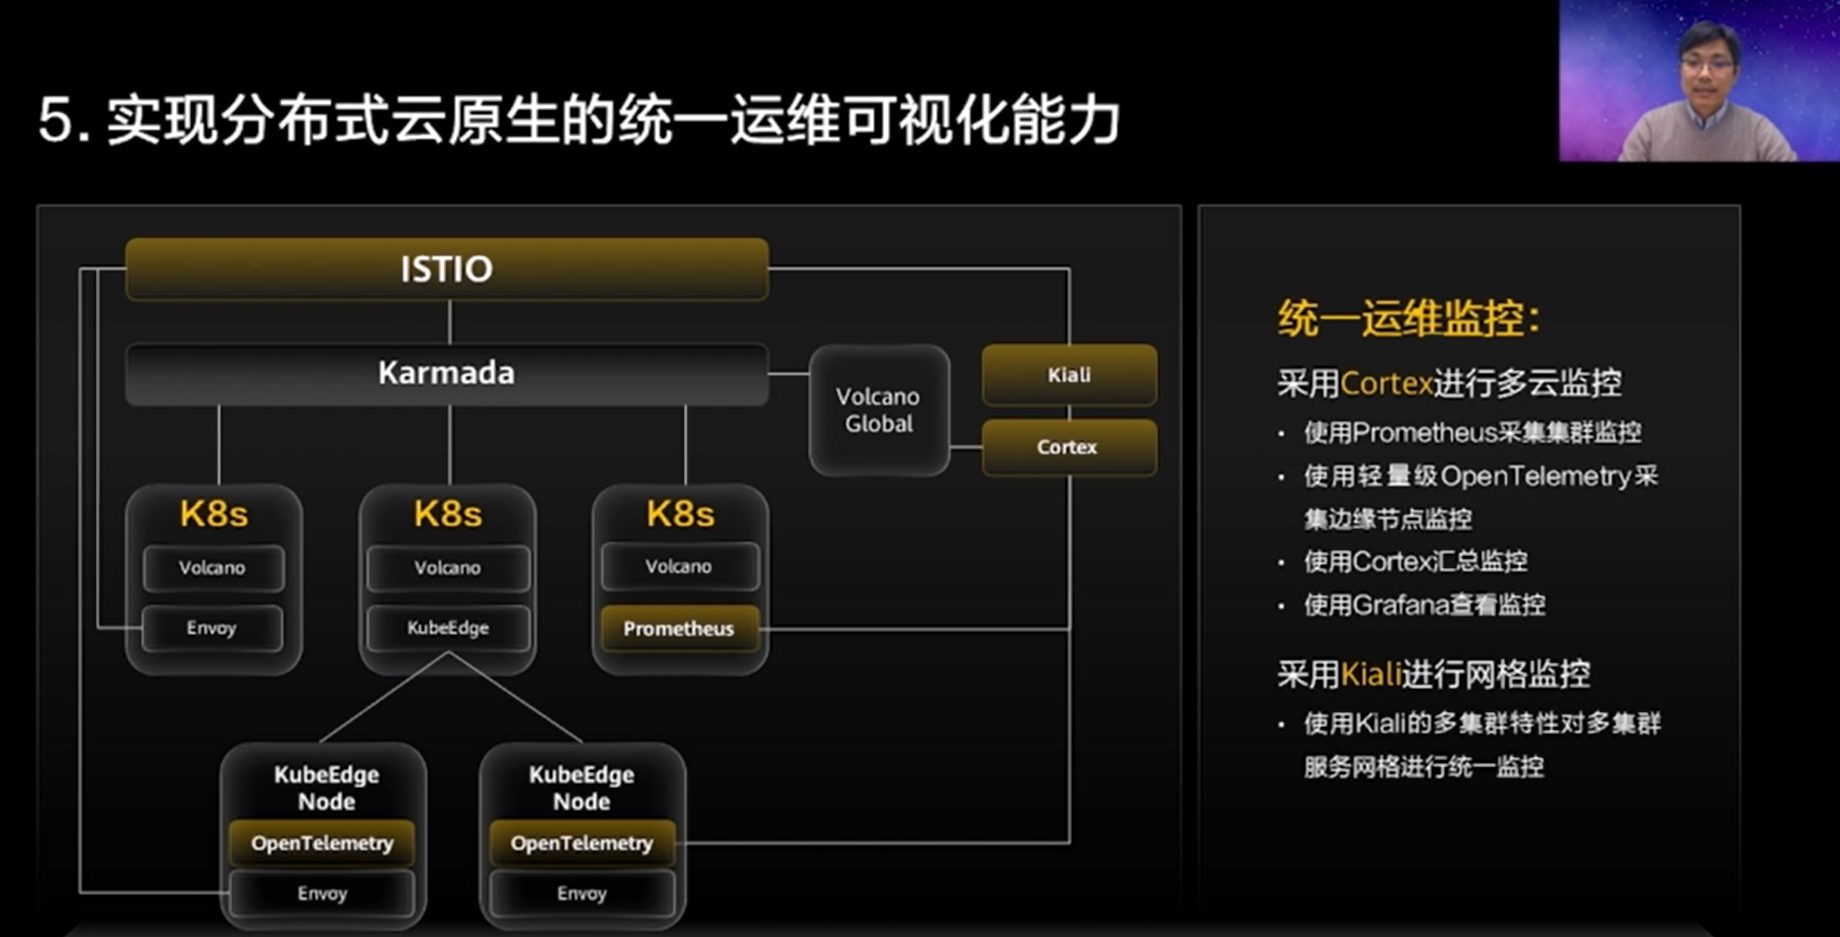 5. 实现分布式云原生的统一运维可视化能力
ISTIO
Karmada
Volcano
Global
Kiali
Cortex
K8s
Volcano
Envoy
K8s
Volcano
KubeEdge
K8s
Volcano
Prometheus
KubeEdge
Node
OpenTelemetry
Envoy
KubeEdge
Node
OpenTelemetry
Envoy
统一运维监控：
采用Cortex进行多云监控
· 使用Prometheus采集集群监控
· 使用轻量级OpenTelemetry采
集边缘节点监控
· 使用Cortex汇总监控
· 使用Grafana查看监控
采用Kiali进行网格监控
· 使用Kiali的多集群特性对多集群
服务网格进行统一监控